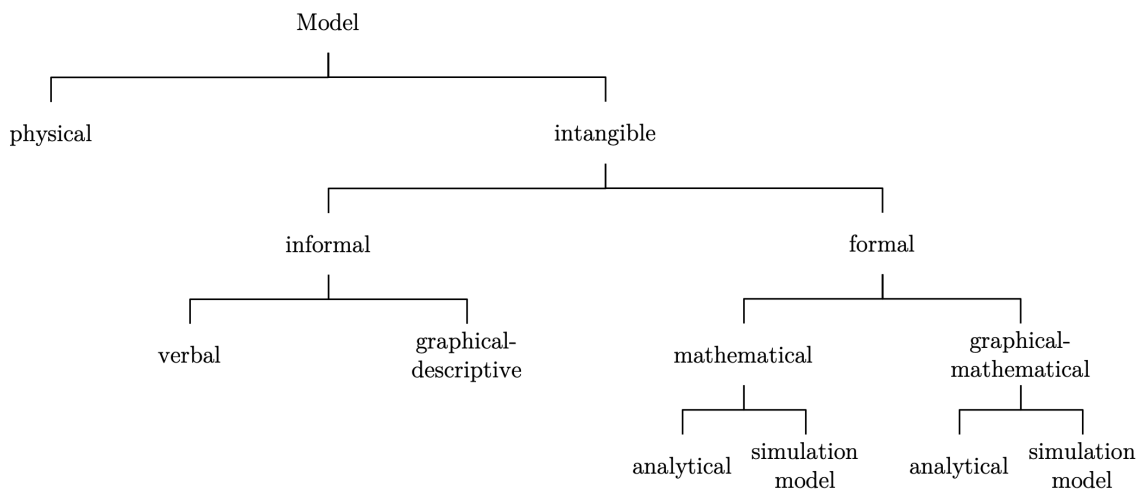 Model
physical
intangible
informal
formal
verbal
graphical-
descriptive
mathematical
graphical-
mathematical
analytical
simulation
model
analytical
simulation
model